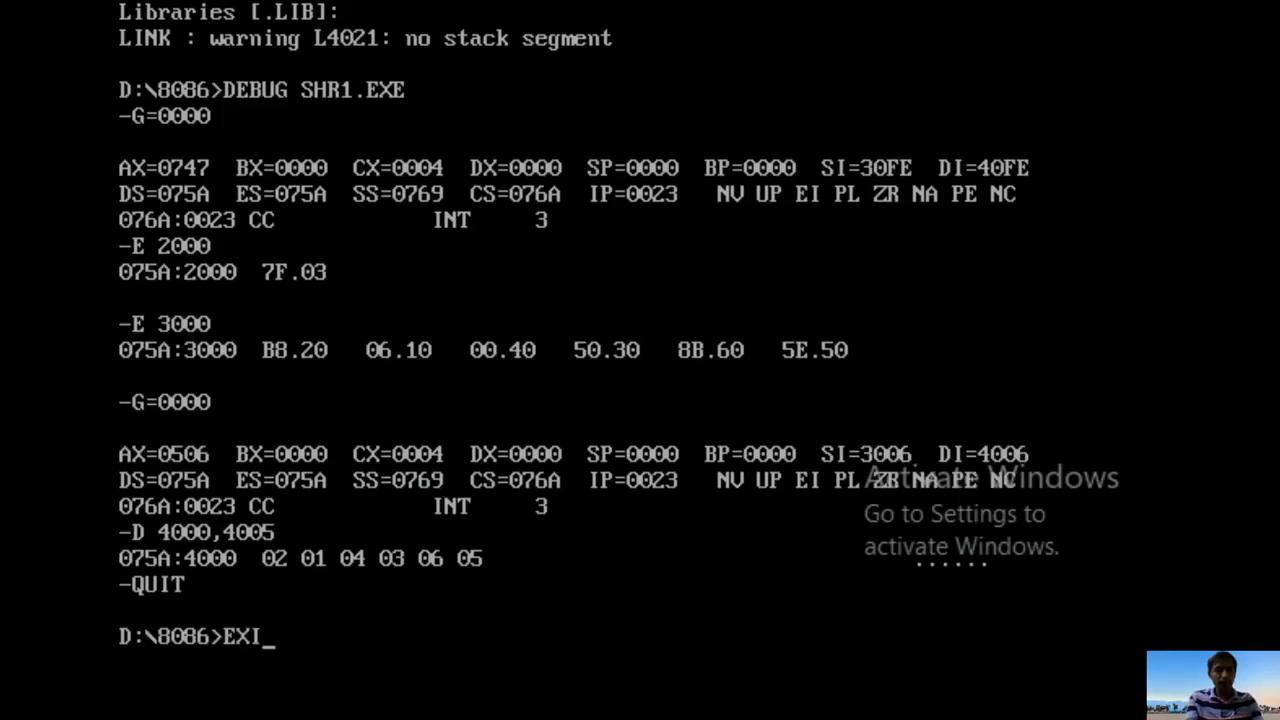 Libraries [.LIB]:
LINK : warning L4021: no stack segment
D:\8086>DEBUG SHR1.EXE
-G=0000
AX=0747 BX=0000 CX=0004 DX=0000 SP=0000 BP=0000 SI=30FE DI=40FE
DS=075A ES=075A SS=0769 CS=076A IP=0023 NV UP EI PL ZR NA PE NC
076A:0023 CC INT 3
-E 2000
075A:2000 7F.03
-E 3000
075A:3000 B8.20 06.10 00.40 50.30 8B.60 5E.50
-G=0000
AX=0506 BX=0000 CX=0004 DX=0000 SP=0000 BP=0000 SI=3006 DI=4006
DS=075A ES=075A SS=0769 CS=076A IP=0023 NV UP EI PL ZR NA PE NC
Activate Windows
076A:0023 CC INT 3
Go to Settings to
-D 4000,4005
activate Windows.
075A:4000 02 01 04 03 06 05
......
-QUIT
D:\8086>EXI_